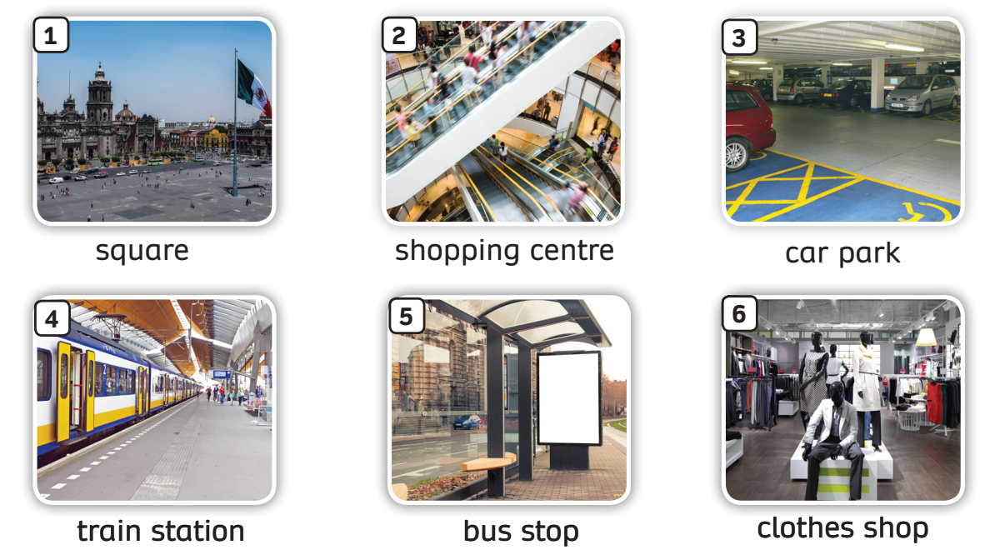 1
2
3
square
shopping centre
car park
4
5
6
train station
bus stop
clothes shop